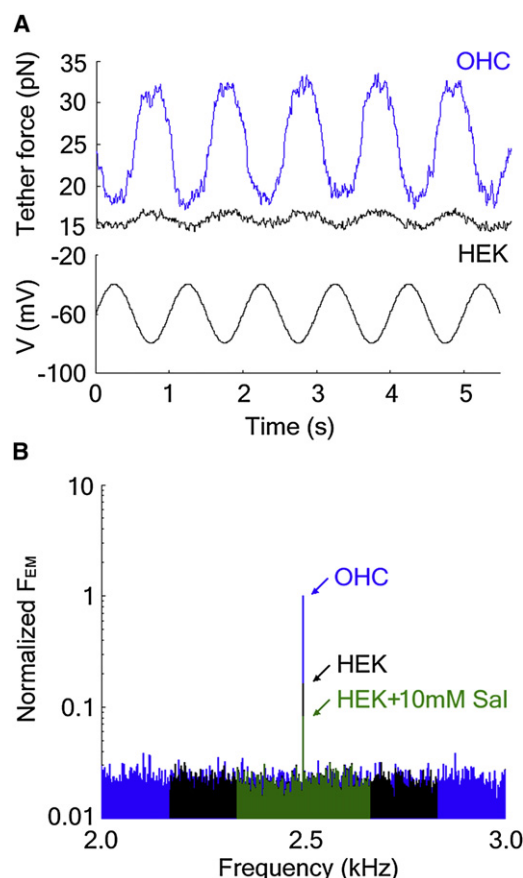 A
OHC
Tether force (pN)
35
30
25
20
15
HEK
V (mV)
-20
-60
-100
0 1 2 3 4 5
Time (s)
B
Normalized FEM
10
1
0.1
0.01
OHC
HEK
HEK+10mM Sal
2.0 2.5 3.0
Frequency (kHz)